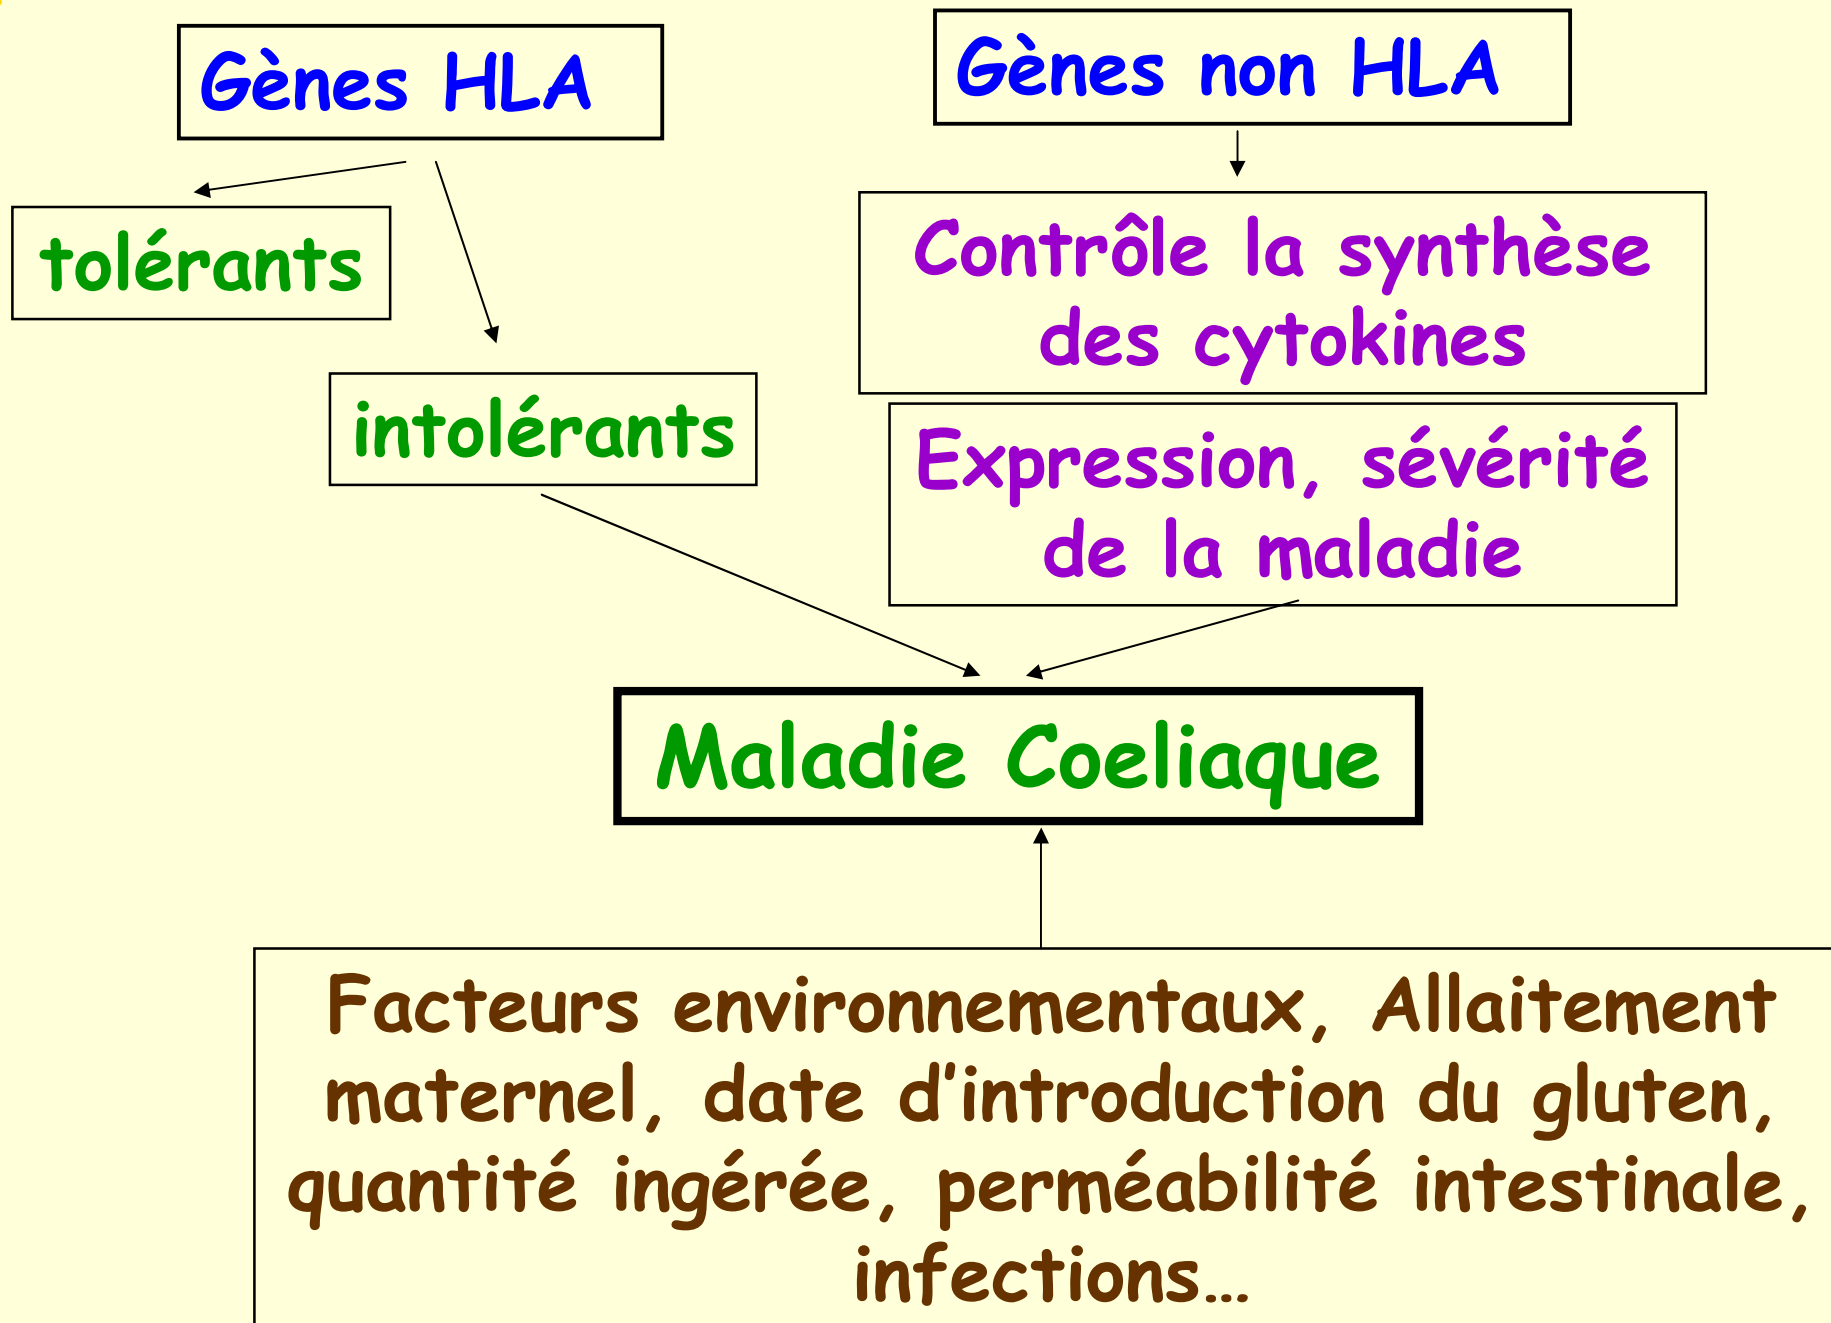 Gènes HLA
Gènes non HLA
tolérants
Contrôle la synthèse
des cytokines
intolérants
Expression, sévérité
de la maladie
Maladie Coeliaque
Facteurs environnementaux, Allaitement
maternel, date d’introduction du gluten,
quantité ingérée, perméabilité intestinale,
infections…